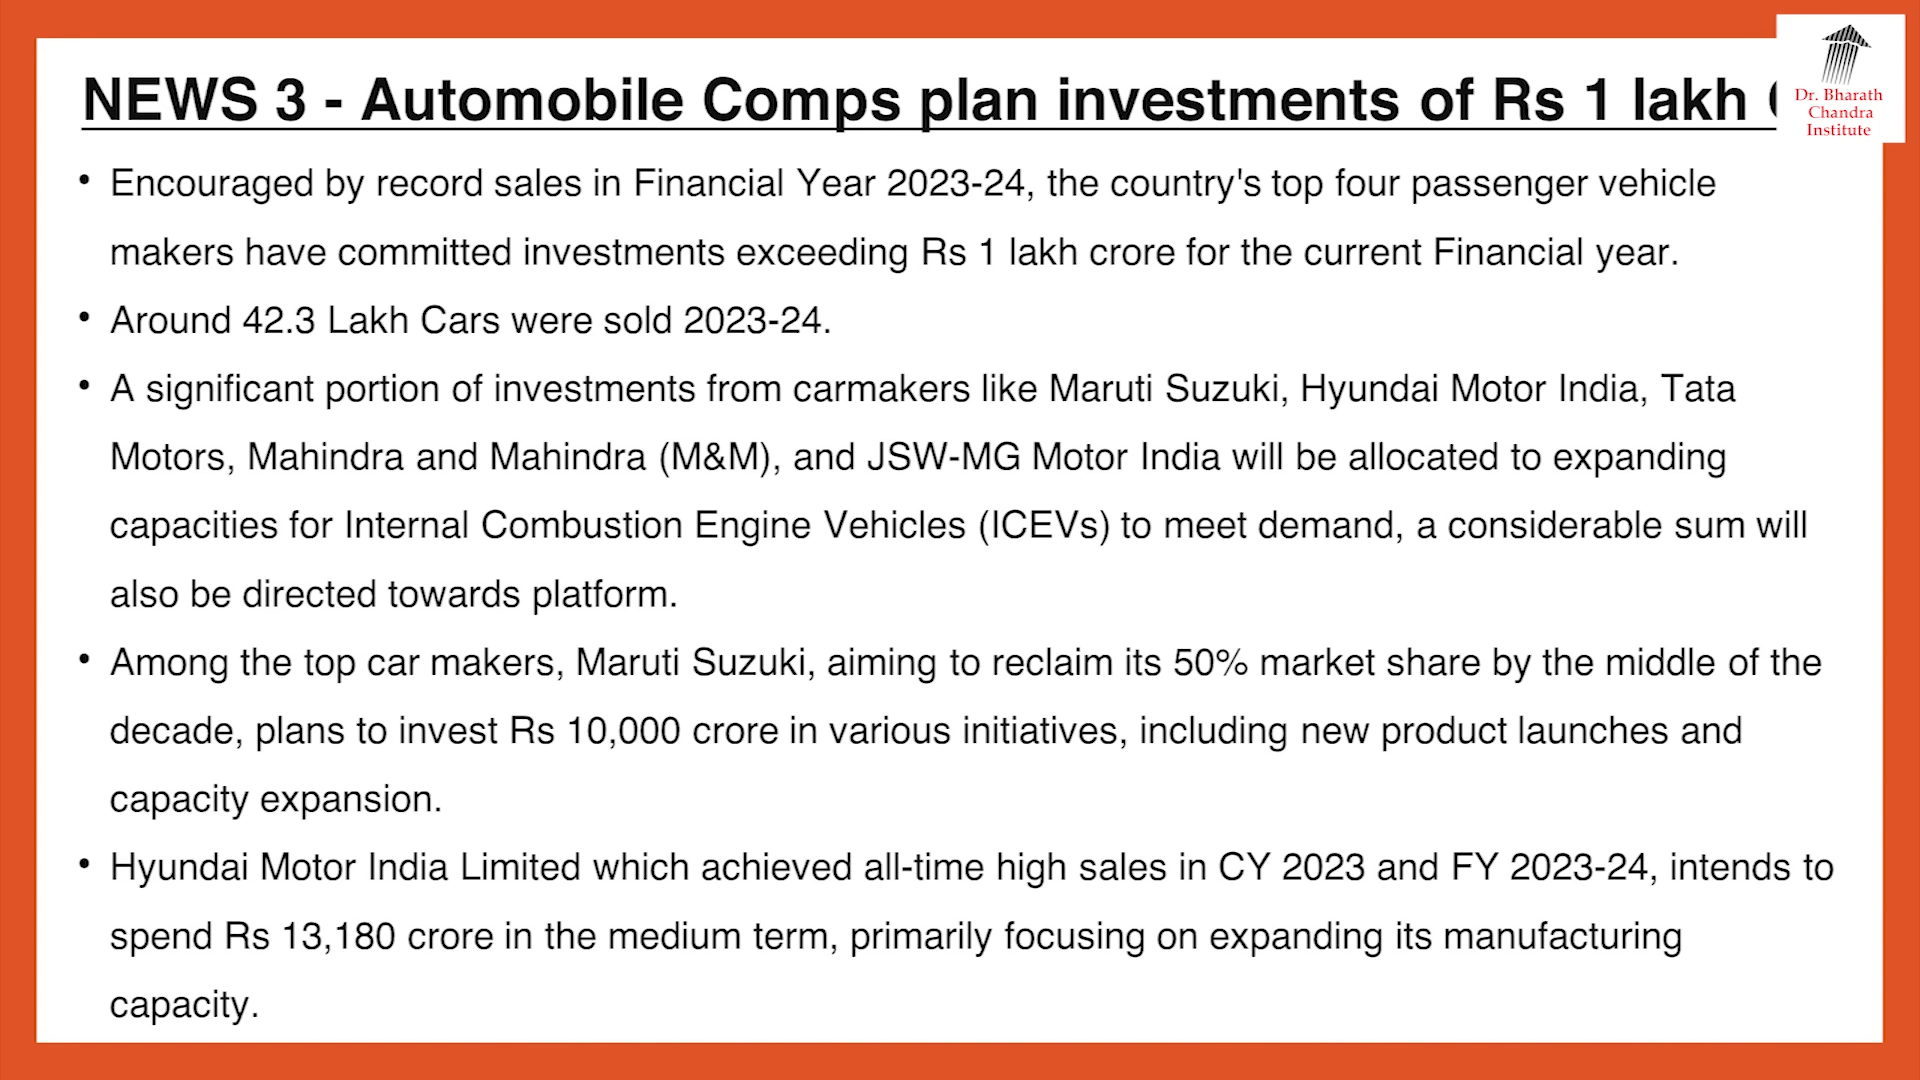 NEWS 3 - Automobile Comps plan investments of Rs 1 lakh
Dr. Bharath
Chandra
Institute
• Encouraged by record sales in Financial Year 2023-24, the country's top four passenger vehicle
makers have committed investments exceeding Rs 1 lakh crore for the current Financial year.
• Around 42.3 Lakh Cars were sold 2023-24.
• A significant portion of investments from carmakers like Maruti Suzuki, Hyundai Motor India, Tata
Motors, Mahindra and Mahindra (M&M), and JSW-MG Motor India will be allocated to expanding
capacities for Internal Combustion Engine Vehicles (ICEVs) to meet demand, a considerable sum will
also be directed towards platform.
• Among the top car makers, Maruti Suzuki, aiming to reclaim its 50% market share by the middle of the
decade, plans to invest Rs 10,000 crore in various initiatives, including new product launches and
capacity expansion.
• Hyundai Motor India Limited which achieved all-time high sales in CY 2023 and FY 2023-24, intends to
spend Rs 13,180 crore in the medium term, primarily focusing on expanding its manufacturing
capacity.